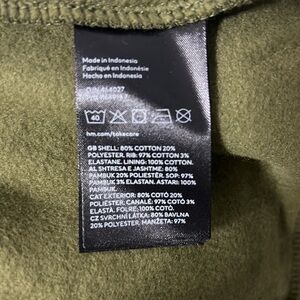 Made in Indonesia
Fabriqué en Indonésie
Hecho en Indonesia
40
hm.com/takecare
GB SHELL: 80% COTTON 20%
POLYESTER. RIB: 97% COTTON 3%
ELASTANE. LINING: 100% COTTON.
AL SHTRESA E JASHTME: 80%
PAMBUK 20% POLIESTËR. SOP: 97%
PAMBUK 3% ELASTAN. ASTARI: 100%
PAMBUK.
CAT EXTERIOR: 80% COTÓ 20%
POLIÈSTER. CANALÉ: 97% COTÓ 3%
ELASTÀ. FOLRE: 100% COTÓ.
CZ SVRCHNÍ LÁTKA: 80% BAVLNA
20% POLYESTER. MANŽETA: 97%